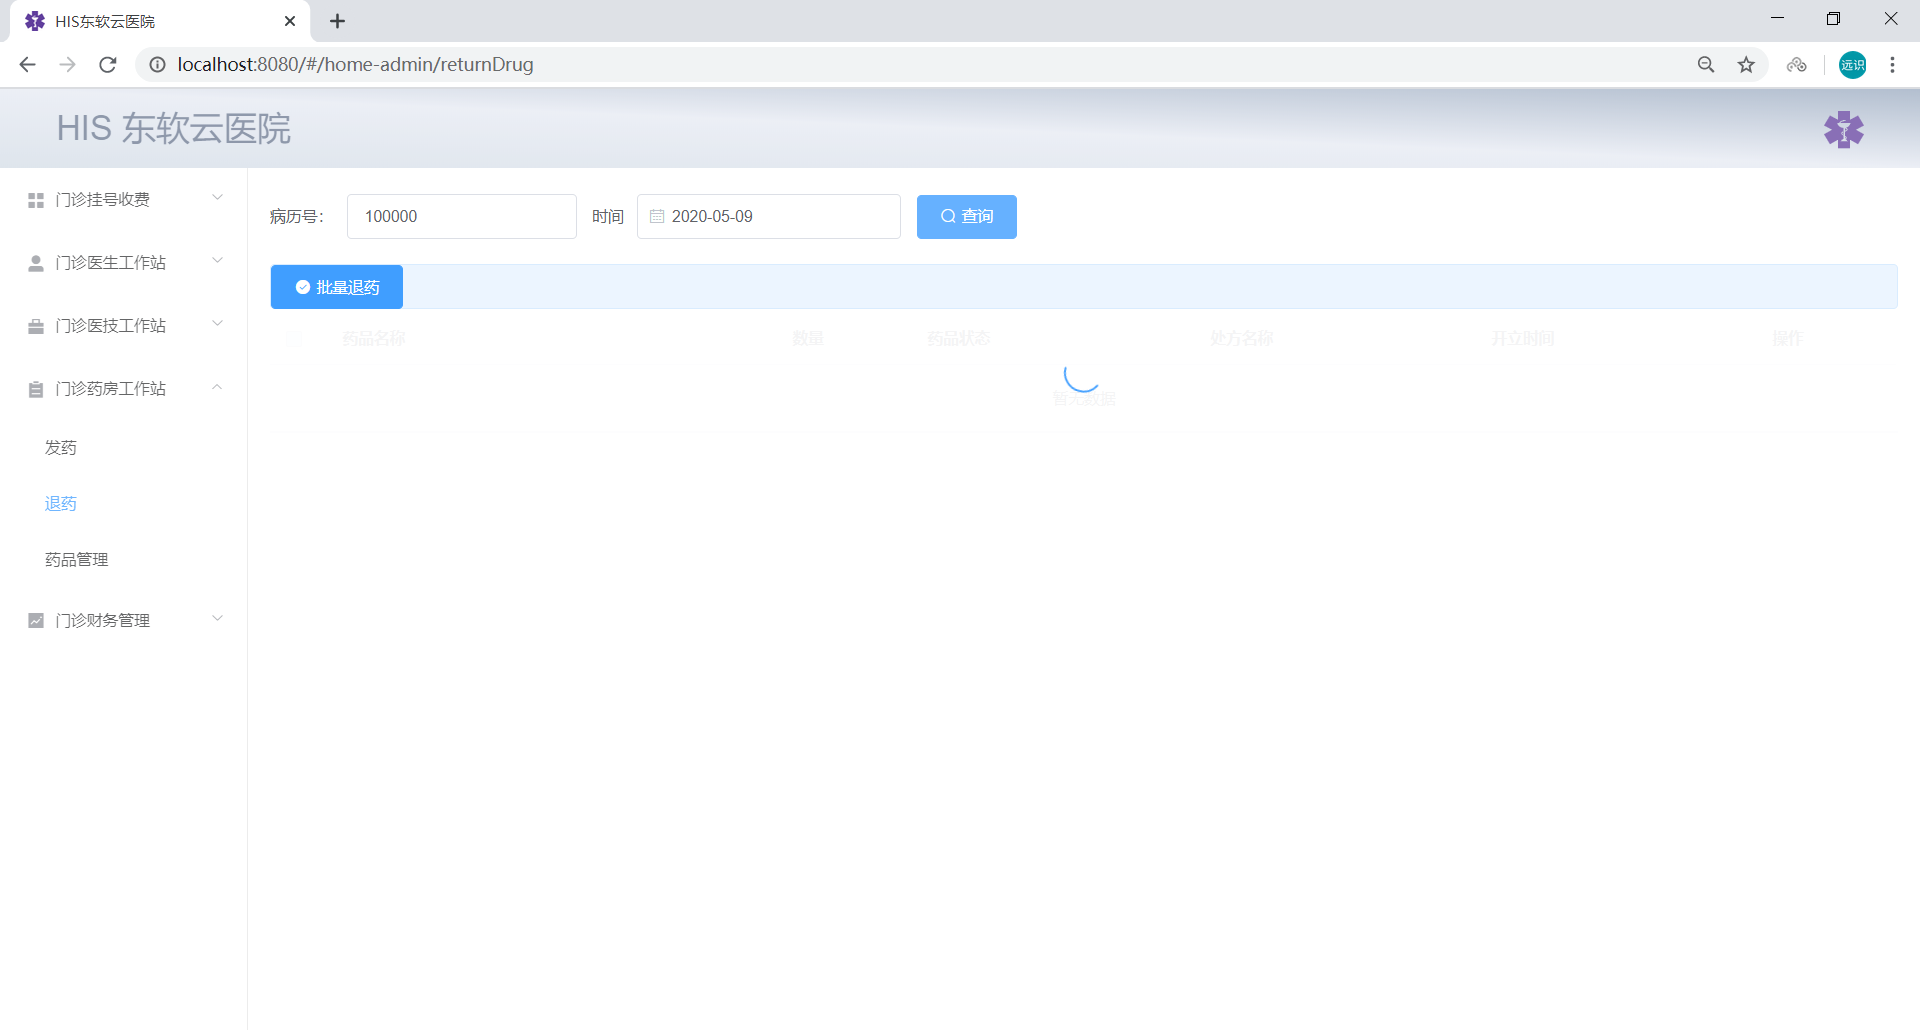 HIS东软云医院
localhost:8080/#/home-admin/returnDrug
远识
HIS 东软云医院
门诊挂号收费
门诊医生工作站
门诊医技工作站
门诊药房工作站
发药
退药
药品管理
门诊财务管理
病历号： 100000 时间 2020-05-09 查询
批量退药
药品名称 数量 药品状态 处方名称 开立时间 操作
暂无数据